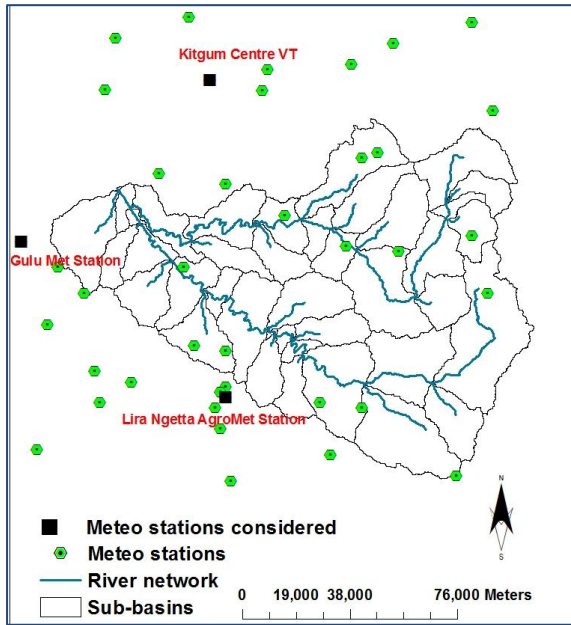 Kitgum Centre VT
Gulu Met Station
Lira Ngetta AgroMet Station
N
S
Meteo stations considered
Meteo stations
River network
Sub-basins
0 19,000 38,000 76,000 Meters